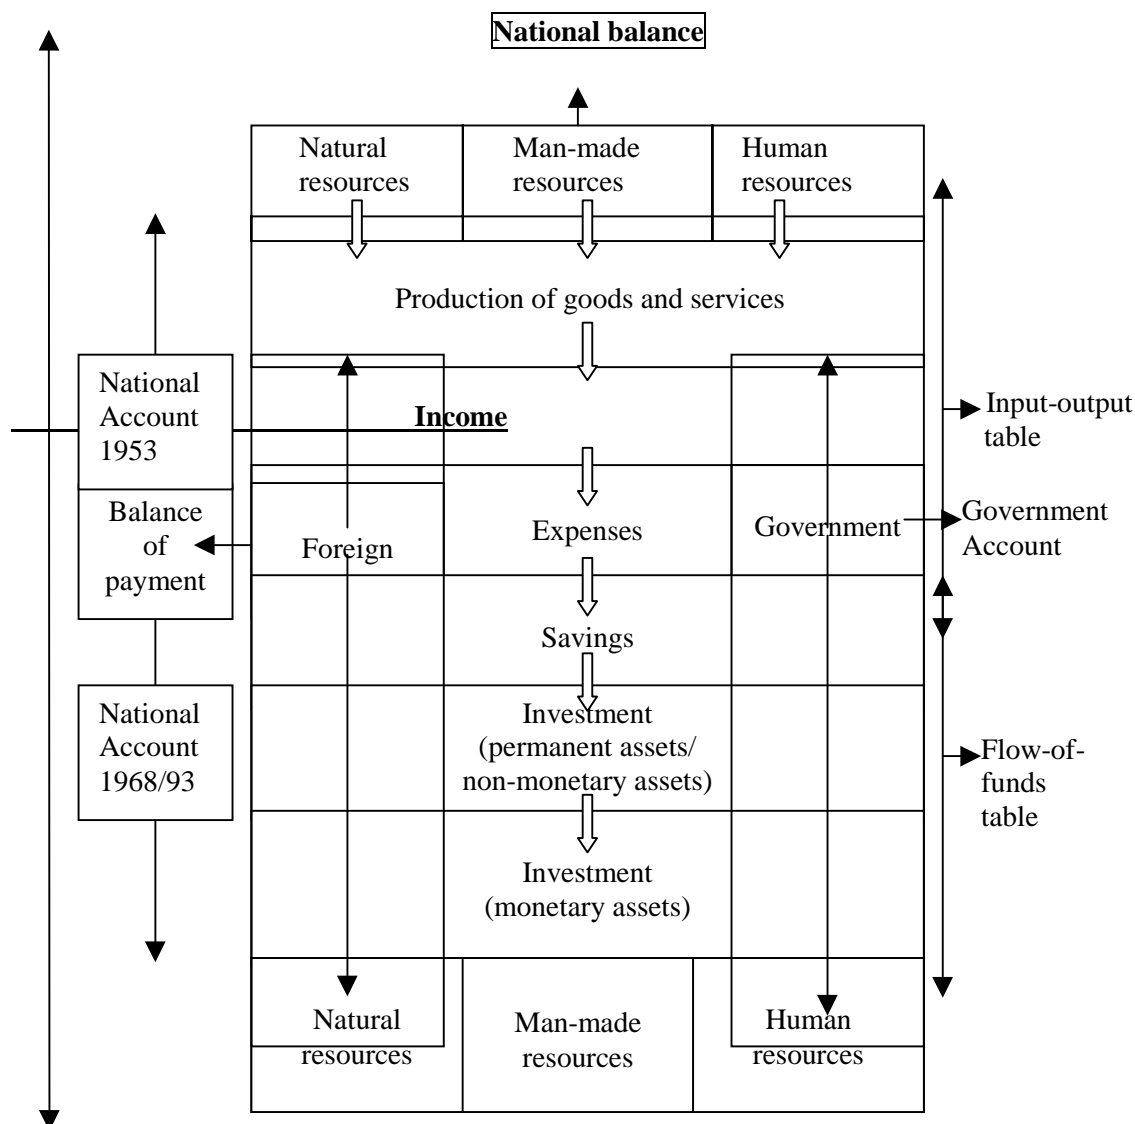 National balance
Natural
resources
Man-made
resources
Human
resources
Production of goods and services
National
Account
1953
Income
Input-output
table
Balance
of
payment
Foreign
Expenses
Government
Government
Account
Savings
National
Account
1968/93
Investment
(permanent assets/
non-monetary assets)
Flow-of-
funds
table
Investment
(monetary assets)
Natural
resources
Man-made
resources
Human
resources